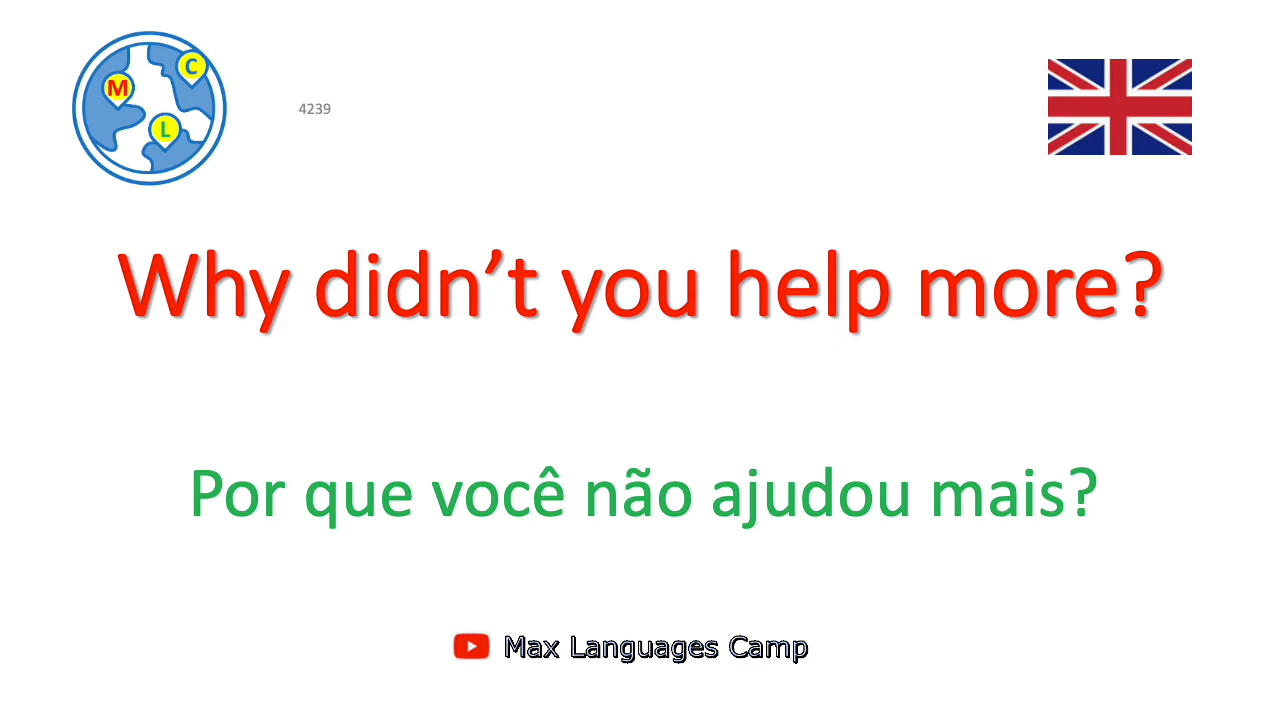 M
C
L
4239
Why didn’t you help more?
Por que você não ajudou mais?
Max Languages Camp